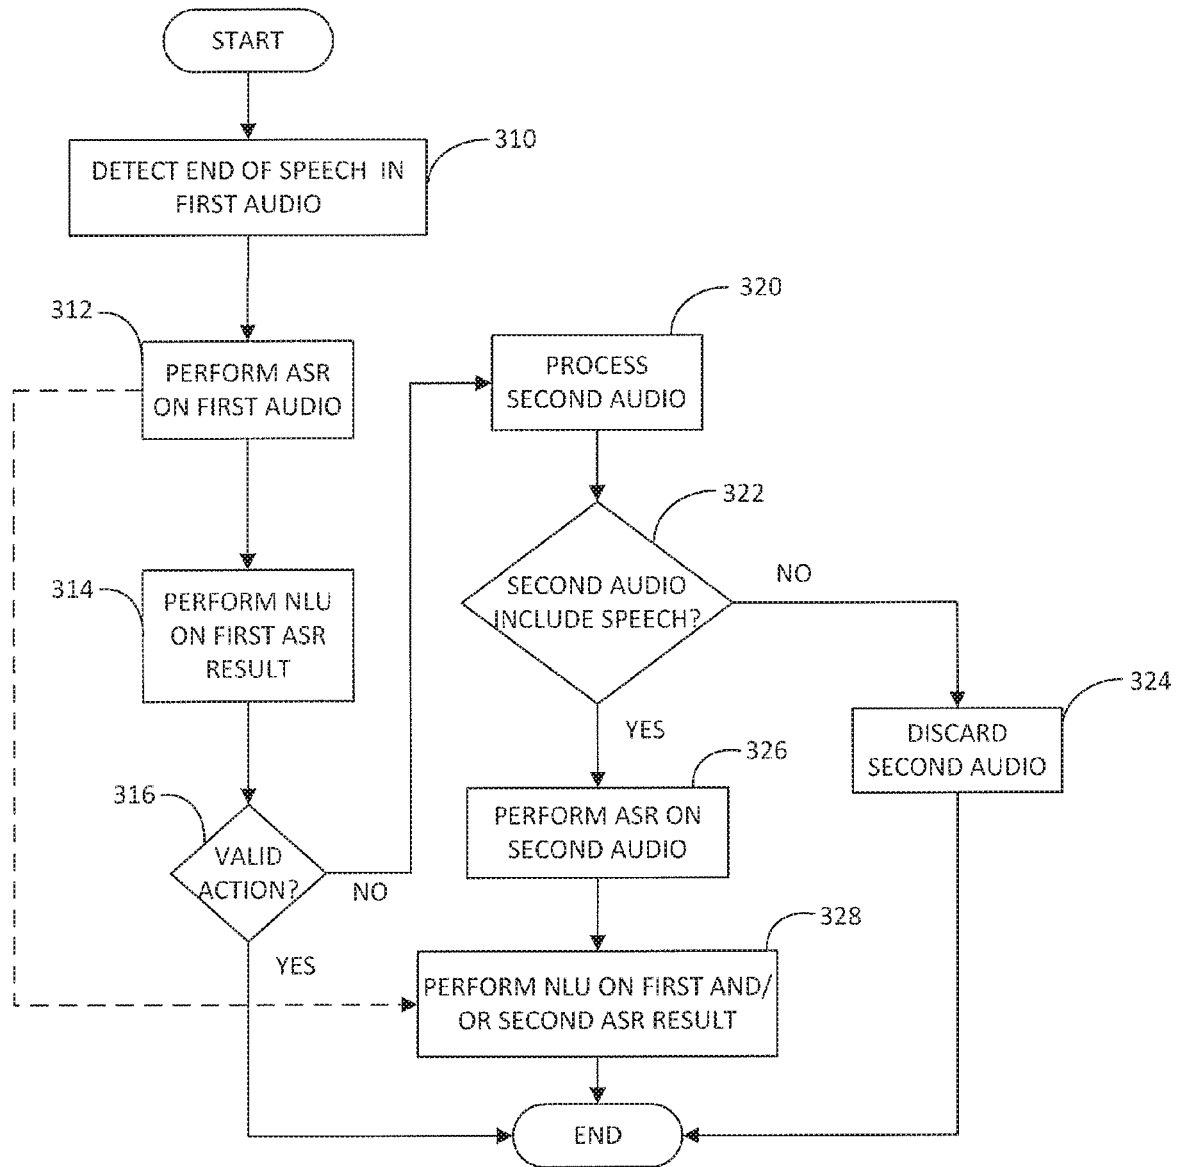 START
310
DETECT END OF SPEECH IN
FIRST AUDIO
312
PERFORM ASR
ON FIRST AUDIO
314
PERFORM NLU
ON FIRST ASR
RESULT
316
VALID
ACTION?
NO
YES
320
PROCESS
SECOND AUDIO
322
SECOND AUDIO
INCLUDE SPEECH?
NO
YES
324
DISCARD
SECOND AUDIO
326
PERFORM ASR ON
SECOND AUDIO
328
PERFORM NLU ON FIRST AND/
OR SECOND ASR RESULT
END